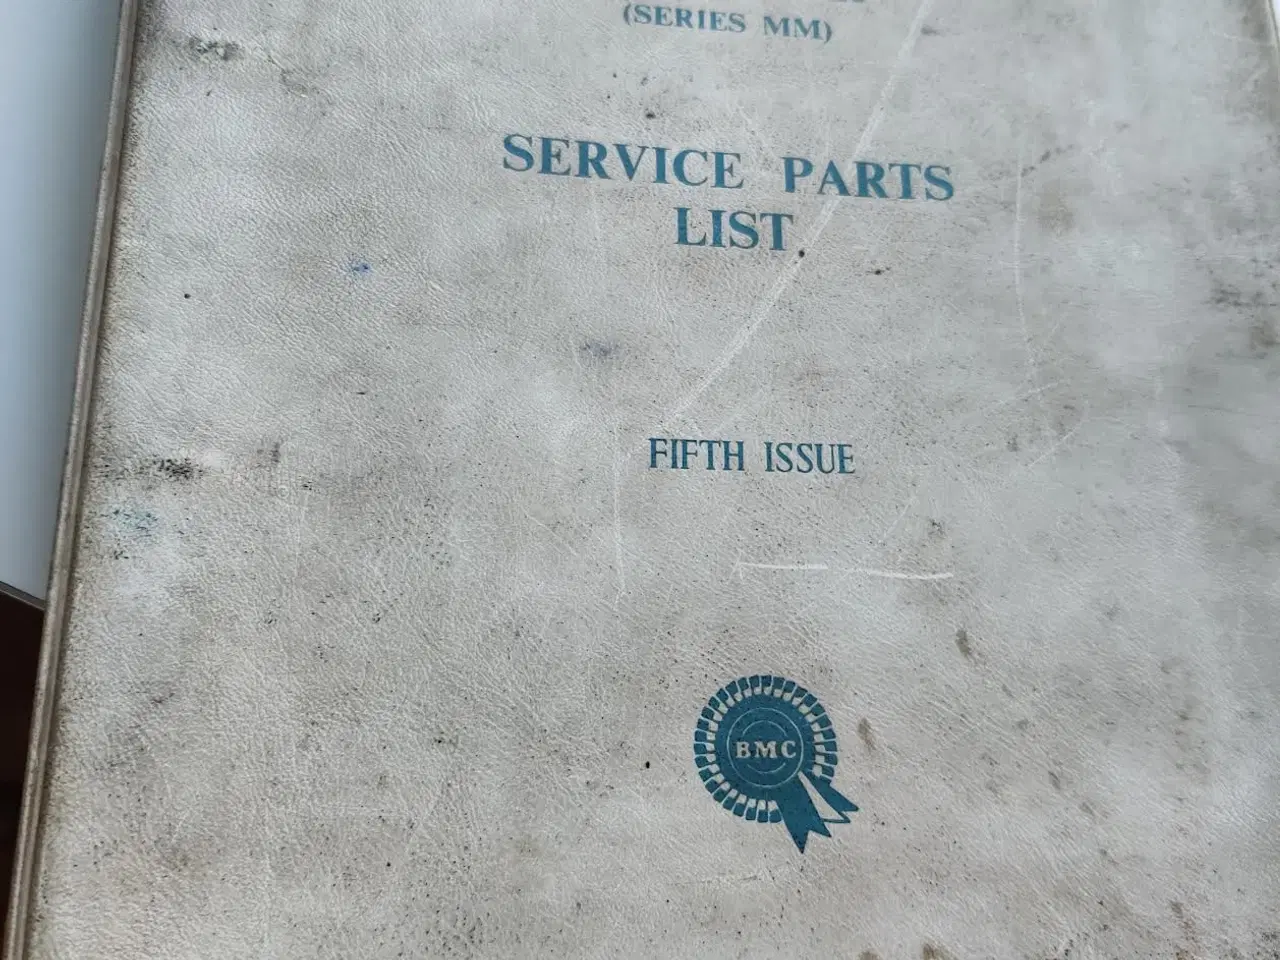 (SERIES MM)
SERVICE PARTS
LIST
FIFTH ISSUE
BMC